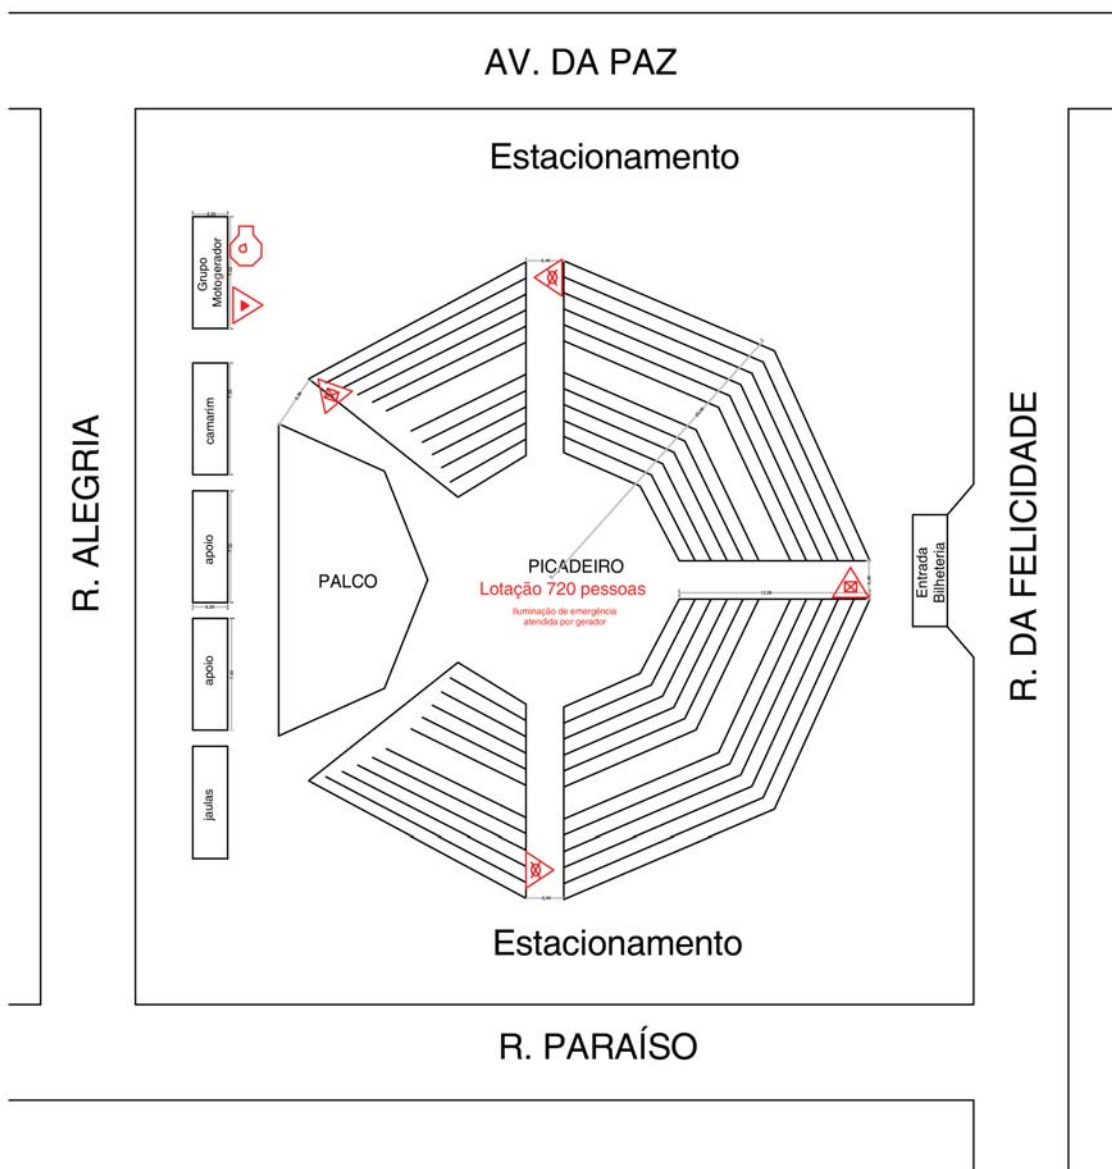 AV. DA PAZ
Estacionamento
Grupo
Motogerador
camarim
R. ALEGRIA
apoio
PALCO
PICADEIRO
Lotação 720 pessoas
Iluminação de emergência
atendida por gerador
Entrada
Bilheteria
R. DA FELICIDADE
apoio
jaulas
Estacionamento
R. PARAÍSO